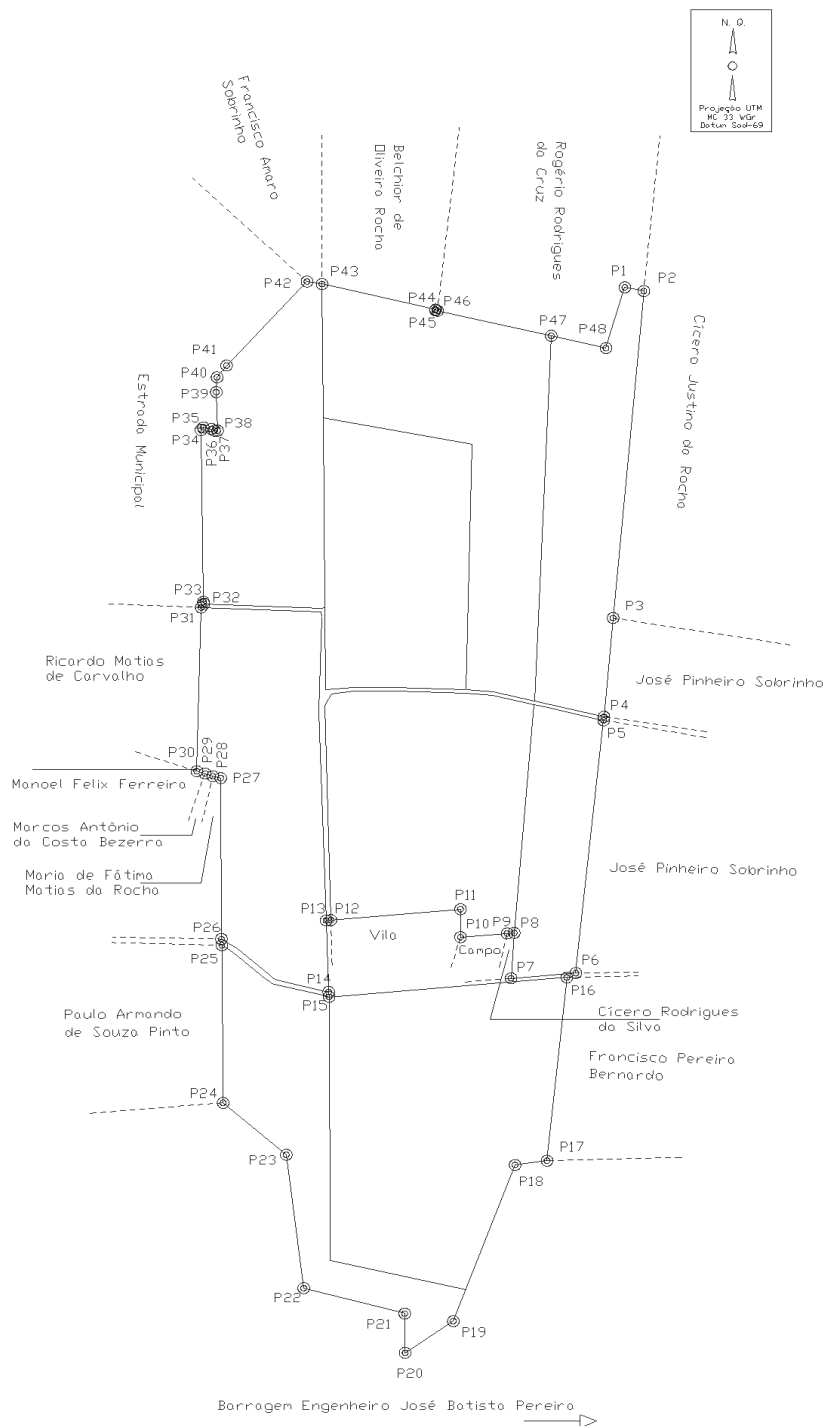 N. Q.
Projeção UTM
MC 33 WGr
Datum Sad-69
Francisco Amaro
Sobrinho
Belchior de
Oliveira Rocha
Rogério Rodrigues
da Cruz
P1
P2
P43
P42
P44
P46
P45
P47
P48
Cícero Justino da Rocha
P41
P40
P39
Estrada Municipal
P35
P38
P34
P36
P37
P33
P32
P31
P3
Ricardo Matias
de Carvalho
José Pinheiro Sobrinho
P4
P5
P30
P29
P28
P27
Manoel Felix Ferreira
Marcos Antônio
da Costa Bezerra
Maria de Fátima
Matias da Rocha
José Pinheiro Sobrinho
P11
P13
P12
P10
P9
P8
Vila
Campo
P26
P25
P7
P6
P16
P14
P15
Paulo Armando
de Souza Pinto
Cícero Rodrigues
da Silva
Francisco Pereira
Bernardo
P24
P23
P17
P18
P22
P21
P19
P20
Barragem Engenheiro José Batista Pereira